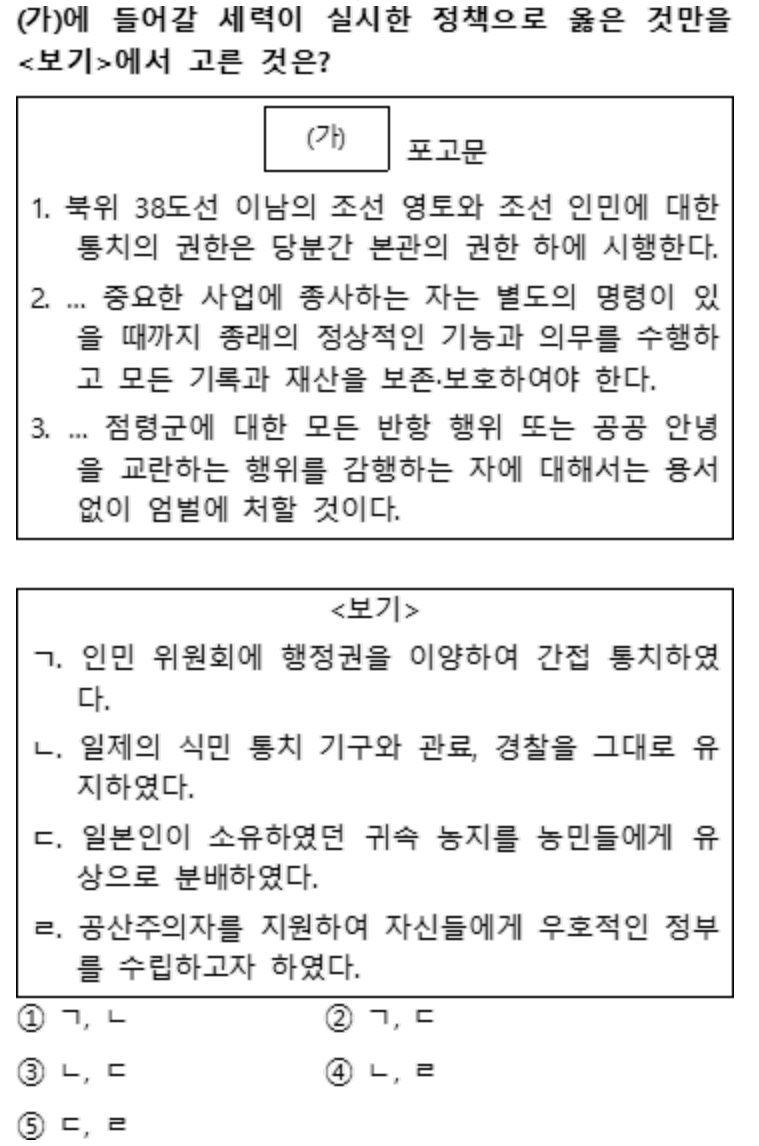 (가)에 들어갈 세력이 실시한 정책으로 옳은 것만을
<보기>에서 고른 것은?
(가) 포고문
1. 북위 38도선 이남의 조선 영토와 조선 인민에 대한
통치의 권한은 당분간 본관의 권한 하에 시행한다.
2. ... 중요한 사업에 종사하는 자는 별도의 명령이 있
을 때까지 종래의 정상적인 기능과 의무를 수행하
고 모든 기록과 재산을 보존·보호하여야 한다.
3. ... 점령군에 대한 모든 반항 행위 또는 공공 안녕
을 교란하는 행위를 감행하는 자에 대해서는 용서
없이 엄벌에 처할 것이다.
<보기>
ㄱ. 인민 위원회에 행정권을 이양하여 간접 통치하였
다.
ㄴ. 일제의 식민 통치 기구와 관료, 경찰을 그대로 유
지하였다.
ㄷ. 일본인이 소유하였던 귀속 농지를 농민들에게 유
상으로 분배하였다.
ㄹ. 공산주의자를 지원하여 자신들에게 우호적인 정부
를 수립하고자 하였다.
① ㄱ, ㄴ ② ㄱ, ㄷ
③ ㄴ, ㄷ ④ ㄴ, ㄹ
⑤ ㄷ, ㄹ